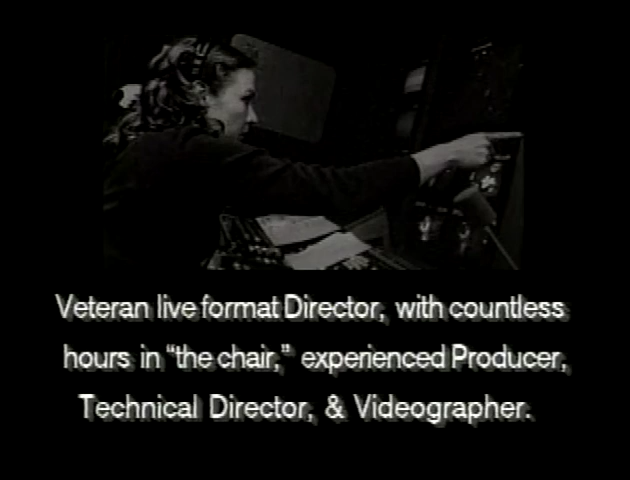 Veteran live format Director, with countless
hours in “the chair,” experienced Producer,
Technical Director, & Videographer.